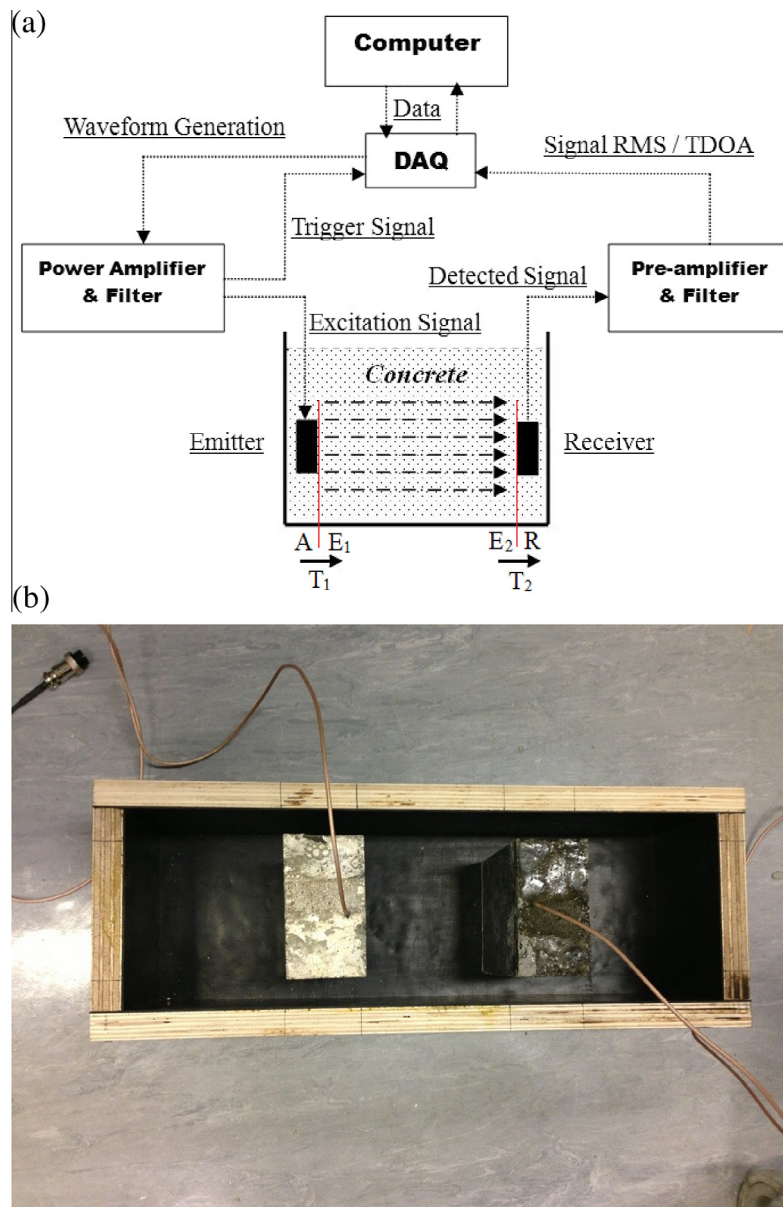 (a)
Computer
Data
Waveform Generation
Signal RMS / TDOA
DAQ
Trigger Signal
Power Amplifier
& Filter
Detected Signal
Pre-amplifier
& Filter
Excitation Signal
Concrete
Emitter
Receiver
A E₁ E₂ R
T₁ T₂
(b)